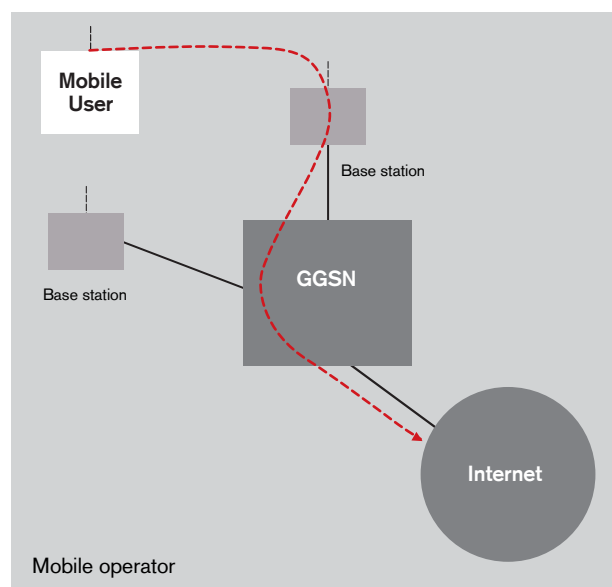 Mobile
User
Base station
GGSN
Base station
Internet
Mobile operator